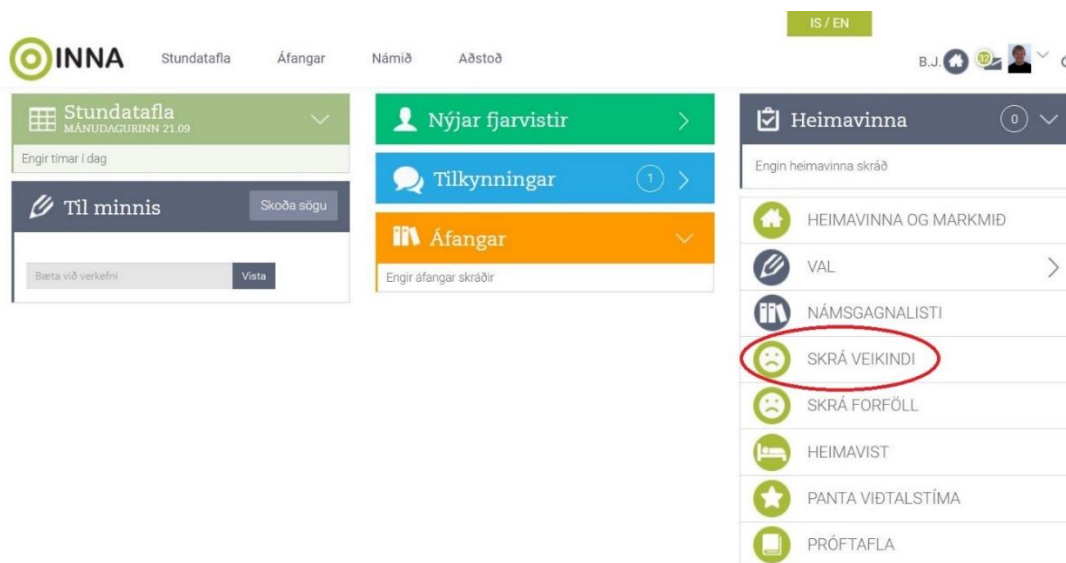 IS / EN
INNA
Stundatafla
Áfangar
Námið
Aðstoð
B.J.
Stundatafla
MÁNUDAGURINN 21.09
Engir tímar í dag
Til minnis
Skoða sögu
Bæta við verkefni
Vista
Nýjar fjarvistir
Tilkynningar
1
Áfangar
Engir áfangar skráðir
Heimavinna
0
Engin heimavinna skráð
HEIMAVINNA OG MARKMIÐ
VAL
NÁMSGAGNALISTI
SKRÁ VEIKINDI
SKRÁ FORFÖLL
HEIMAVIST
PANTA VIÐTALSTÍMA
PRÓFTAFLA